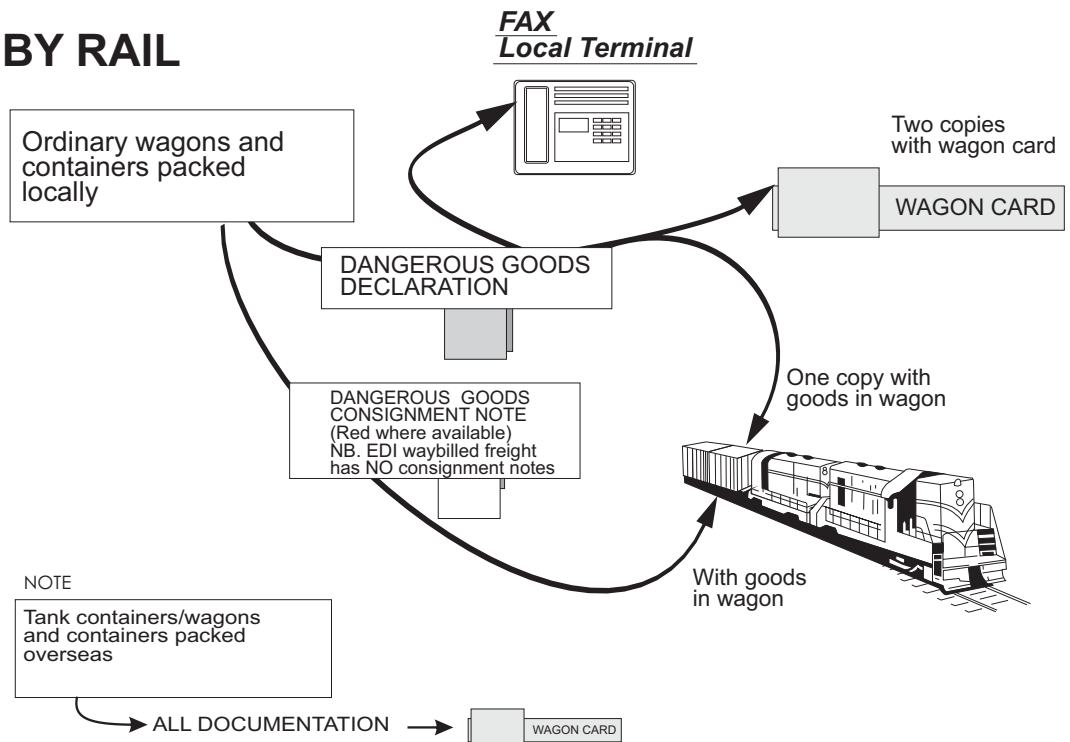 BY RAIL
FAX
Local Terminal
Ordinary wagons and
containers packed
locally
Two copies
with wagon card
WAGON CARD
DANGEROUS GOODS
DECLARATION
One copy with
goods in wagon
DANGEROUS GOODS
CONSIGNMENT NOTE
(Red where available)
NB. EDI waybilled freight
has NO consignment notes
With goods
in wagon
NOTE
Tank containers/wagons
and containers packed
overseas
ALL DOCUMENTATION
WAGON CARD